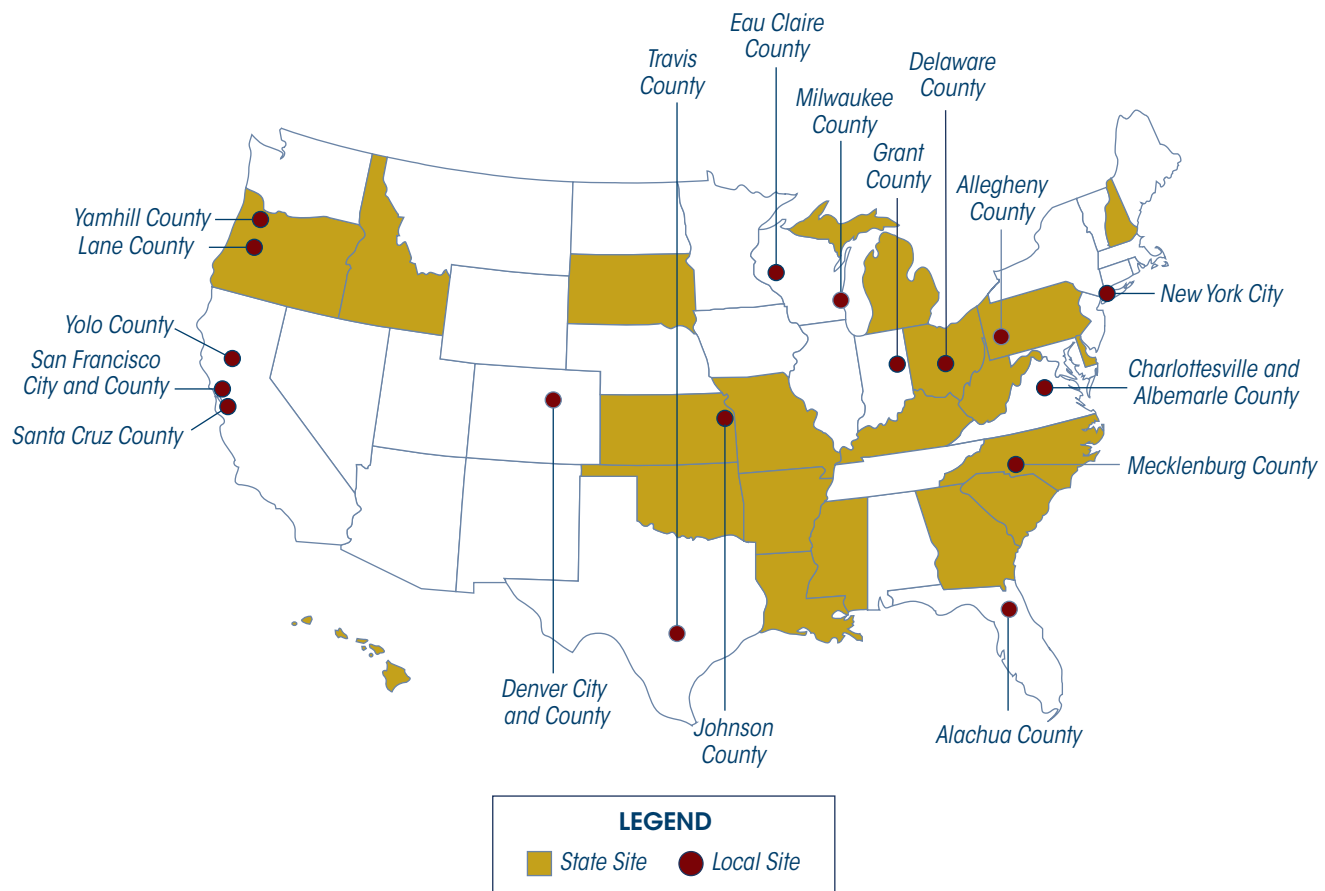 Eau Claire
County
Travis
County
Delaware
County
Milwaukee
County
Grant
County
Allegheny
County
Yamhill County
Lane County
New York City
Yolo County
San Francisco
City and County
Santa Cruz County
Charlottesville and
Albemarle County
Mecklenburg County
Denver City
and County
Johnson
County
Alachua County
LEGEND
State Site
Local Site